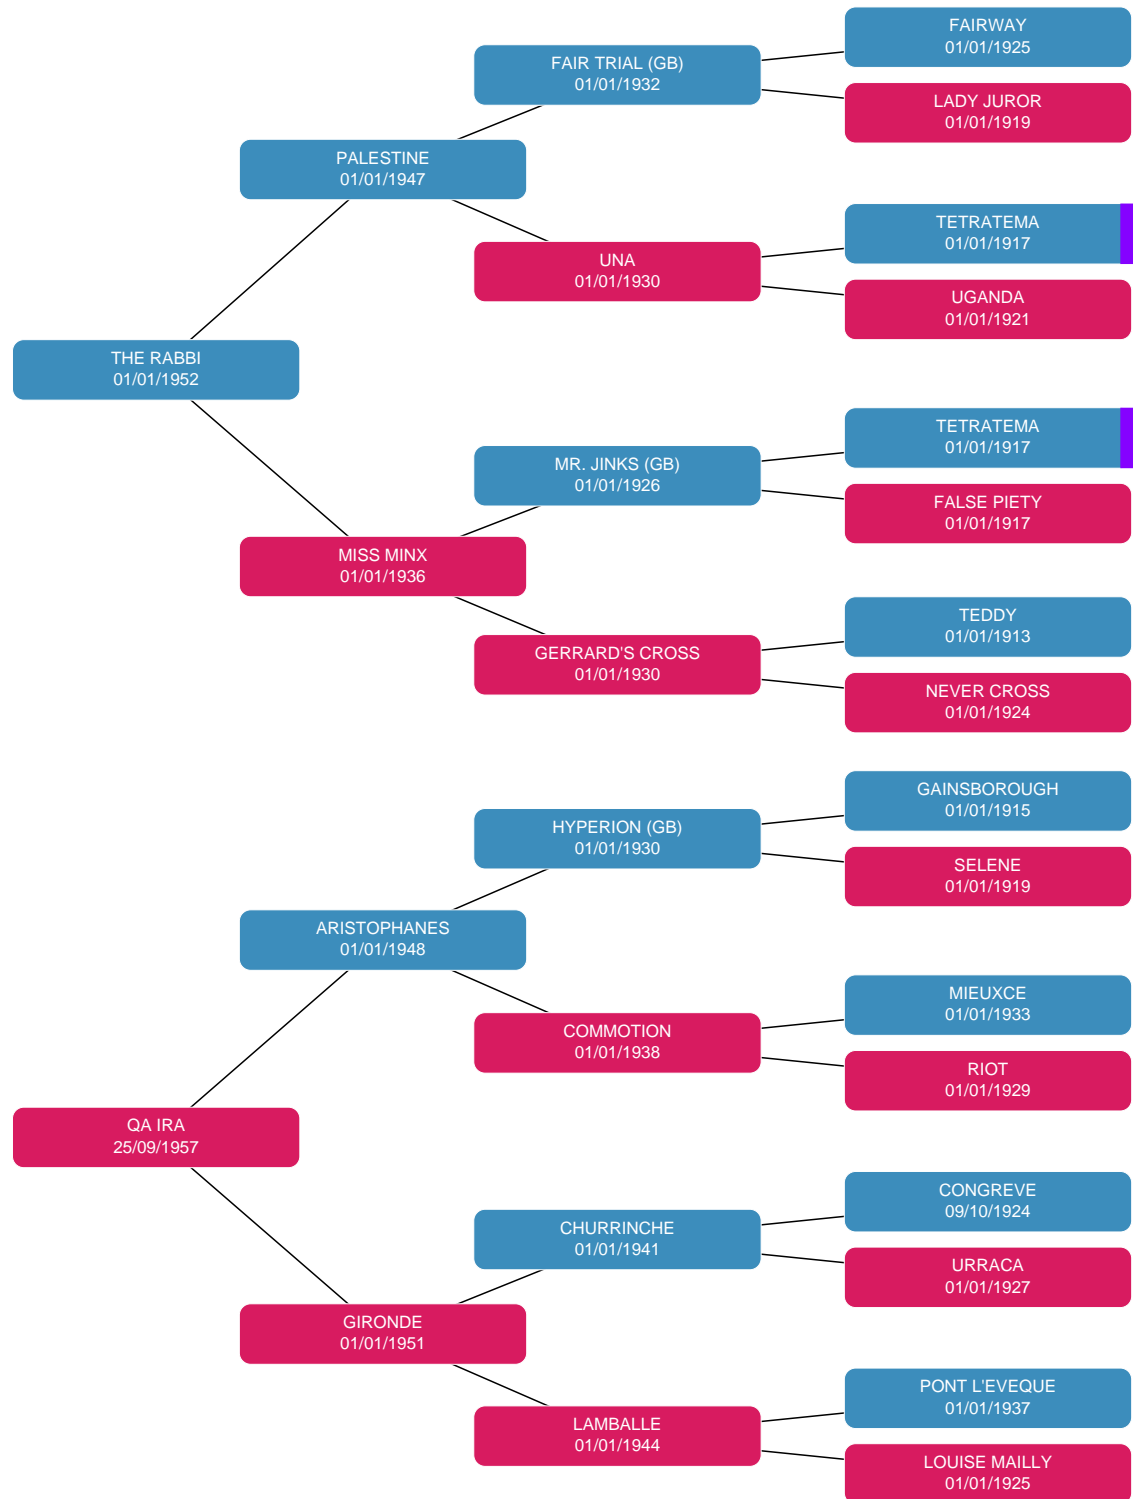 FAIRWAY
01/01/1925
FAIR TRIAL (GB)
01/01/1932
LADY JUROR
01/01/1919
PALESTINE
01/01/1947
TETRATEMA
01/01/1917
UNA
01/01/1930
UGANDA
01/01/1921
THE RABBI
01/01/1952
TETRATEMA
01/01/1917
MR. JINKS (GB)
01/01/1926
FALSE PIETY
01/01/1917
MISS MINX
01/01/1936
TEDDY
01/01/1913
GERRARD'S CROSS
01/01/1930
NEVER CROSS
01/01/1924
GAINSBOROUGH
01/01/1915
HYPERION (GB)
01/01/1930
SELENE
01/01/1919
ARISTOPHANES
01/01/1948
MIEUXCE
01/01/1933
COMMOTION
01/01/1938
RIOT
01/01/1929
QA IRA
25/09/1957
CONGREVE
09/10/1924
CHURRINCHE
01/01/1941
URRACA
01/01/1927
GIRONDE
01/01/1951
PONT L'EVEQUE
01/01/1937
LAMBALLE
01/01/1944
LOUISE MAILLY
01/01/1925